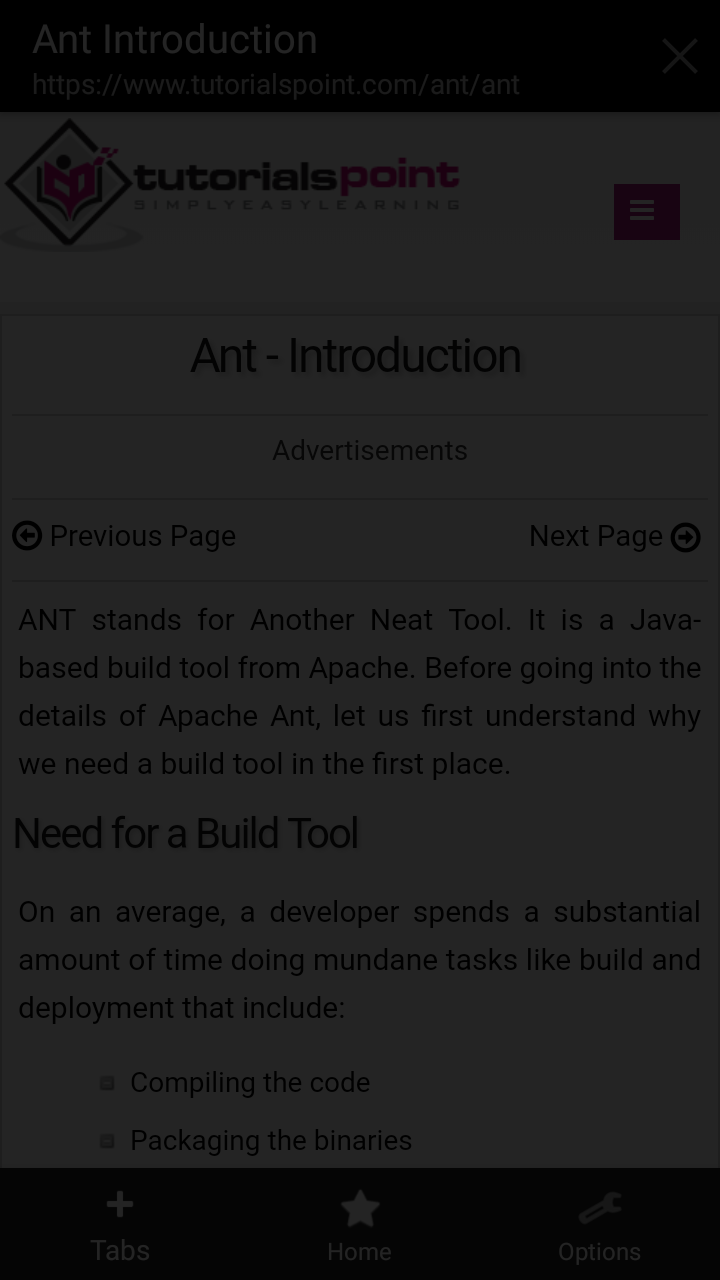 Ant Introduction
https://www.tutorialspoint.com/ant/ant
tutorialspoint
SIMPLYEASYLEARNING
Ant - Introduction
Advertisements
Previous Page Next Page
ANT stands for Another Neat Tool. It is a Java-
based build tool from Apache. Before going into the
details of Apache Ant, let us first understand why
we need a build tool in the first place.
Need for a Build Tool
On an average, a developer spends a substantial
amount of time doing mundane tasks like build and
deployment that include:
Compiling the code
Packaging the binaries
Tabs Home Options